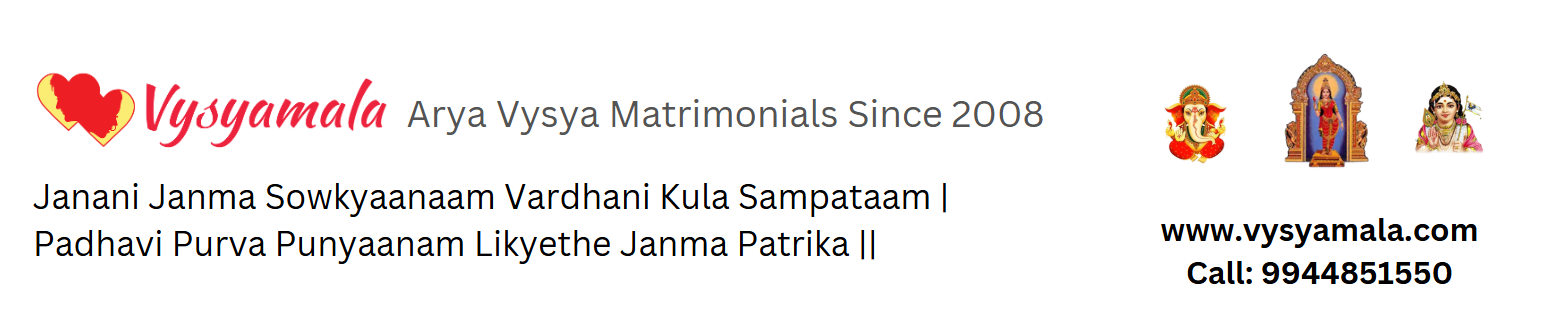 Vysyamala Arya Vysya Matrimonials Since 2008
Janani Janma Sowkyaanaam Vardhani Kula Sampataam |
Padhavi Purva Punyaanam Likyethe Janma Patrika ||
www.vysyamala.com
Call: 9944851550